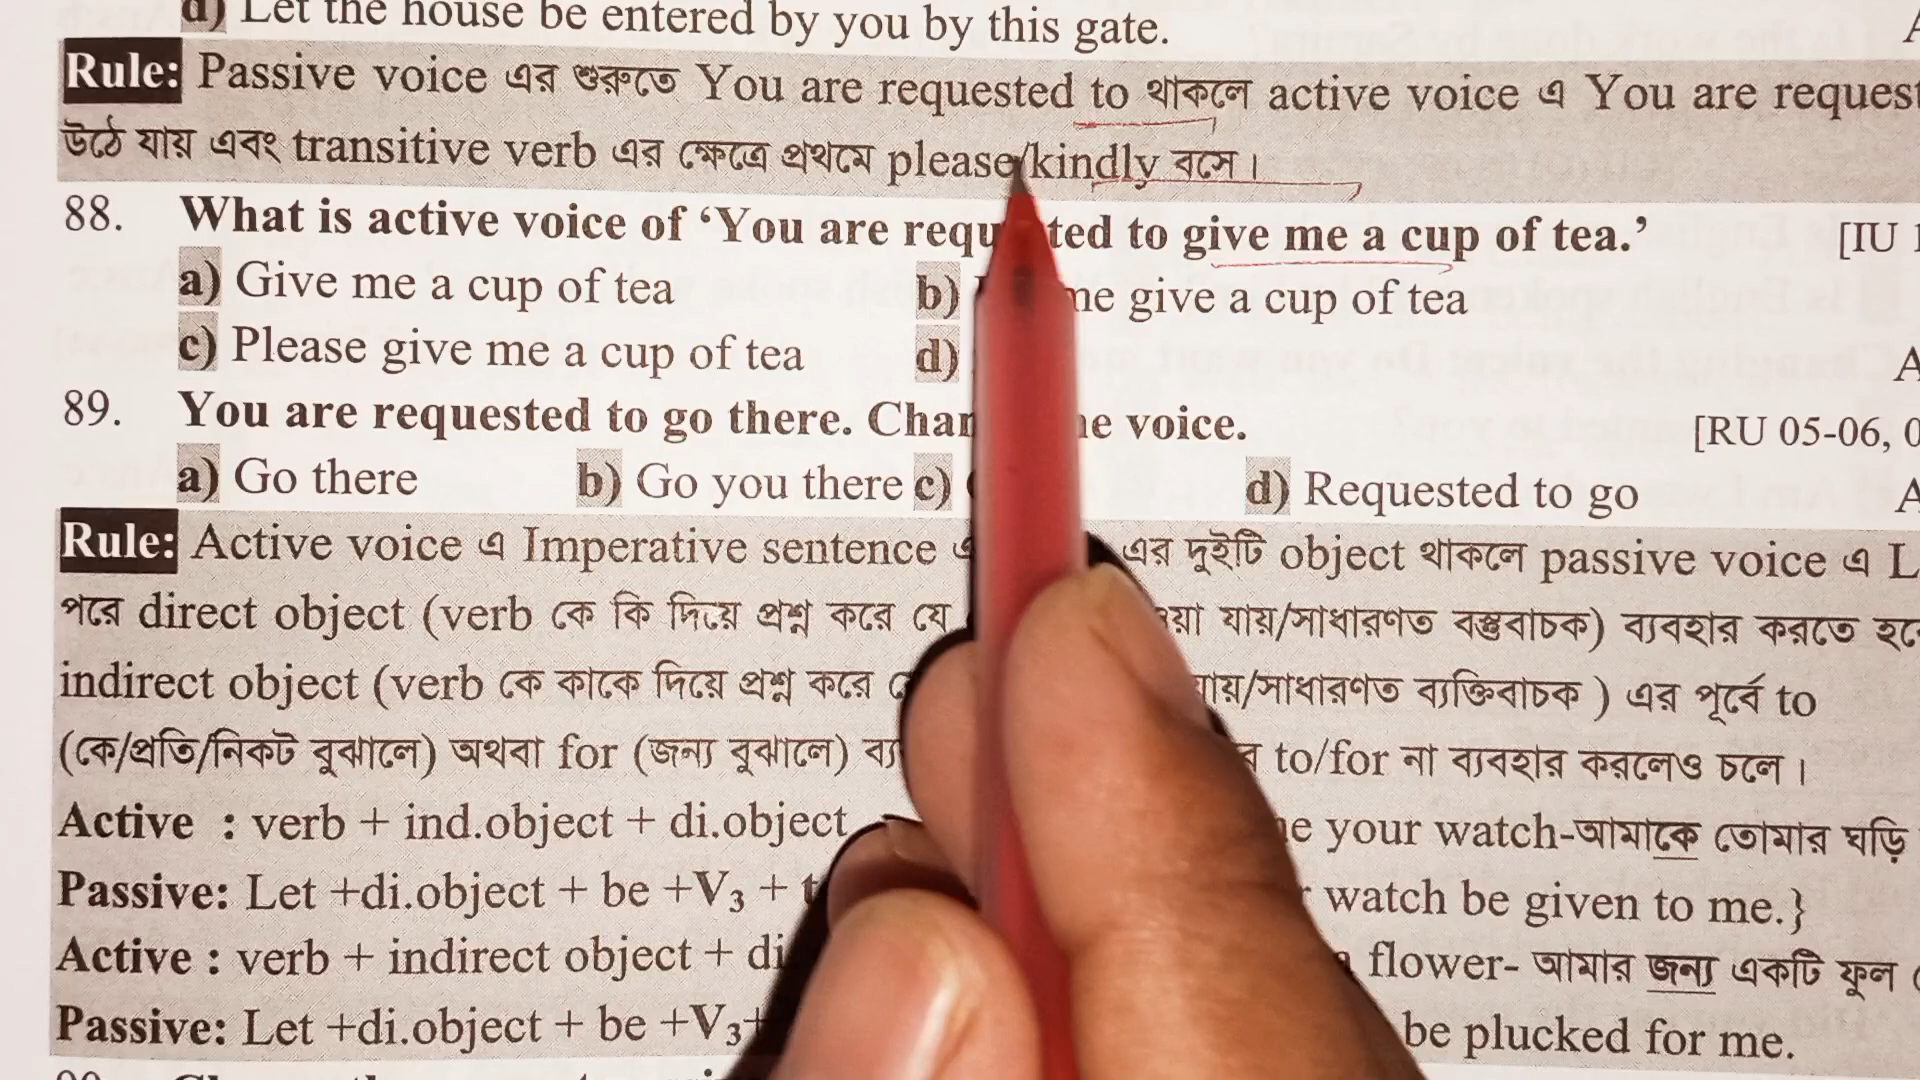 d) Let the house be entered by you by this gate.
Rule: Passive voice এর শুরুতে You are requested to থাকলে active voice এ You are request
উঠে যায় এবং transitive verb এর ক্ষেত্রে প্রথমে please/kindly বসে।
88. What is active voice of ‘You are requ ted to give me a cup of tea.’ [IU 1
a) Give me a cup of tea b) me give a cup of tea
c) Please give me a cup of tea d) A
89. You are requested to go there. Chan e voice. [RU 05-06, 0
a) Go there b) Go you there c) d) Requested to go A
Rule: Active voice এ Imperative sentence এর দুইটি object থাকলে passive voice এ L
পরে direct object (verb কে কি দিয়ে প্রশ্ন করে যে য়া যায়/সাধারণত বস্তুবাচক) ব্যবহার করতে হবে
indirect object (verb কে কাকে দিয়ে প্রশ্ন করে যায়/সাধারণত ব্যক্তিবাচক ) এর পূর্বে to
(কে/প্রতি/নিকট বুঝালে) অথবা for (জন্য বুঝালে) ব্য to/for না ব্যবহার করলেও চলে।
Active : verb + ind.object + di.object e your watch-আমাকে তোমার ঘড়ি
Passive: Let +di.object + be +V₃ + t watch be given to me.}
Active : verb + indirect object + di flower- আমার জন্য একটি ফুল
Passive: Let +di.object + be +V₃+ be plucked for me.